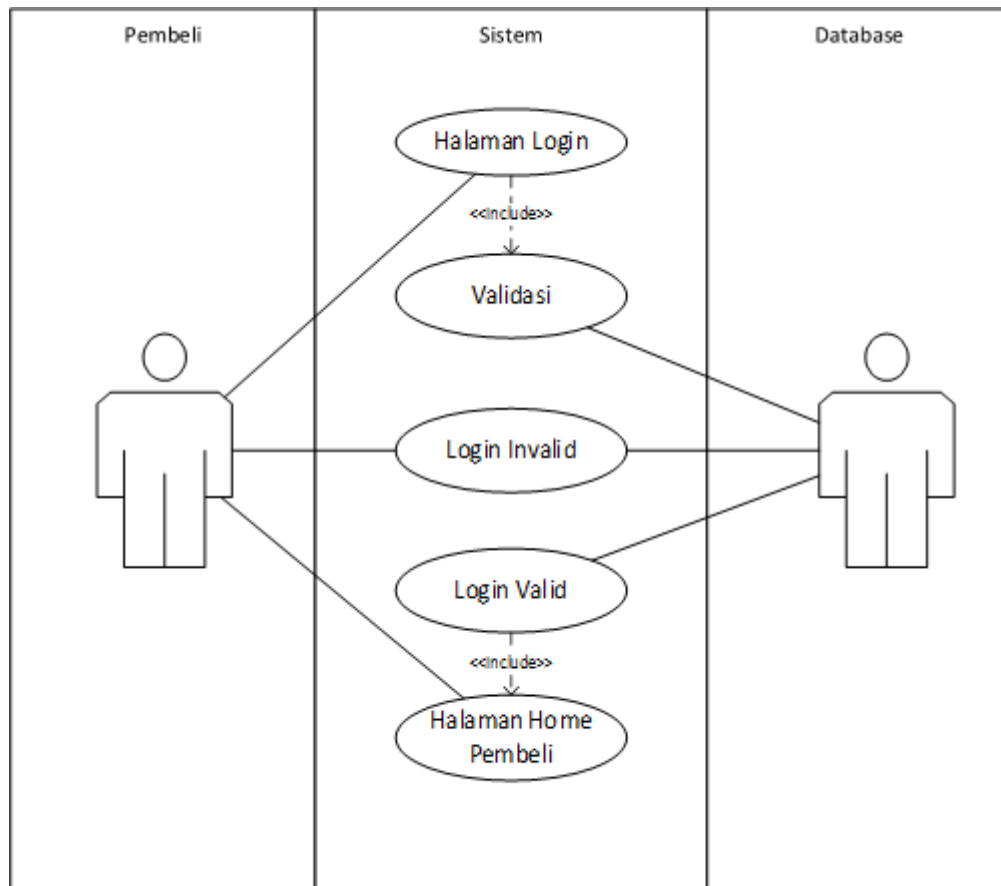 Pembeli
Sistem
Database
Halaman Login
<<Include>>
Validasi
Login Invalid
Login Valid
<<Include>>
Halaman Home
Pembeli